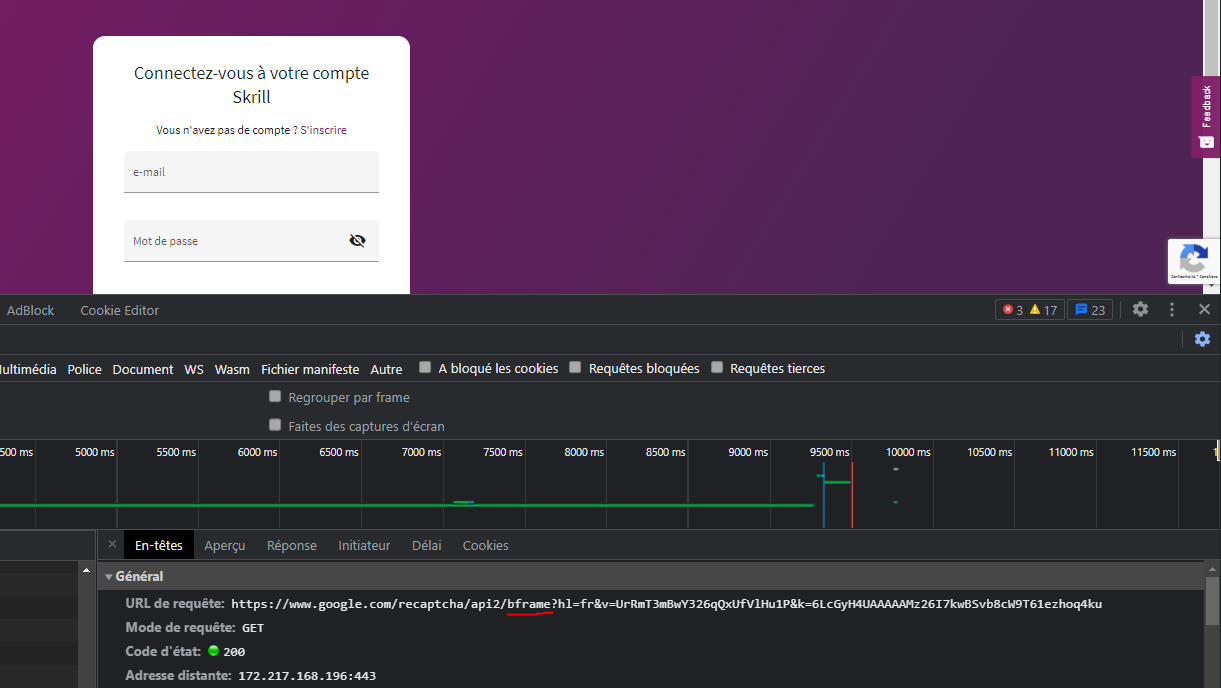 Connectez-vous à votre compte
Skrill
Vous n'avez pas de compte ? S'inscrire
e-mail
Mot de passe
Feedback
Confidentialité - Conditions
AdBlock Cookie Editor 3 17 23
ultimédia Police Document WS Wasm Fichier manifeste Autre A bloqué les cookies Requêtes bloquées Requêtes tierces
Regrouper par frame
Faites des captures d'écran
500 ms 5000 ms 5500 ms 6000 ms 6500 ms 7000 ms 7500 ms 8000 ms 8500 ms 9000 ms 9500 ms 10000 ms 10500 ms 11000 ms 11500 ms 1
× En-têtes Aperçu Réponse Initiateur Délai Cookies
Général
URL de requête: https://www.google.com/recaptcha/api2/bframe?hl=fr&v=UrRmT3mBwY326qQxUfVlHu1P&k=6LcGyH4UAAAAAMz26I7kwBSvb8cW9T61ezhoq4ku
Mode de requête: GET
Code d'état: 200
Adresse distante: 172.217.168.196:443